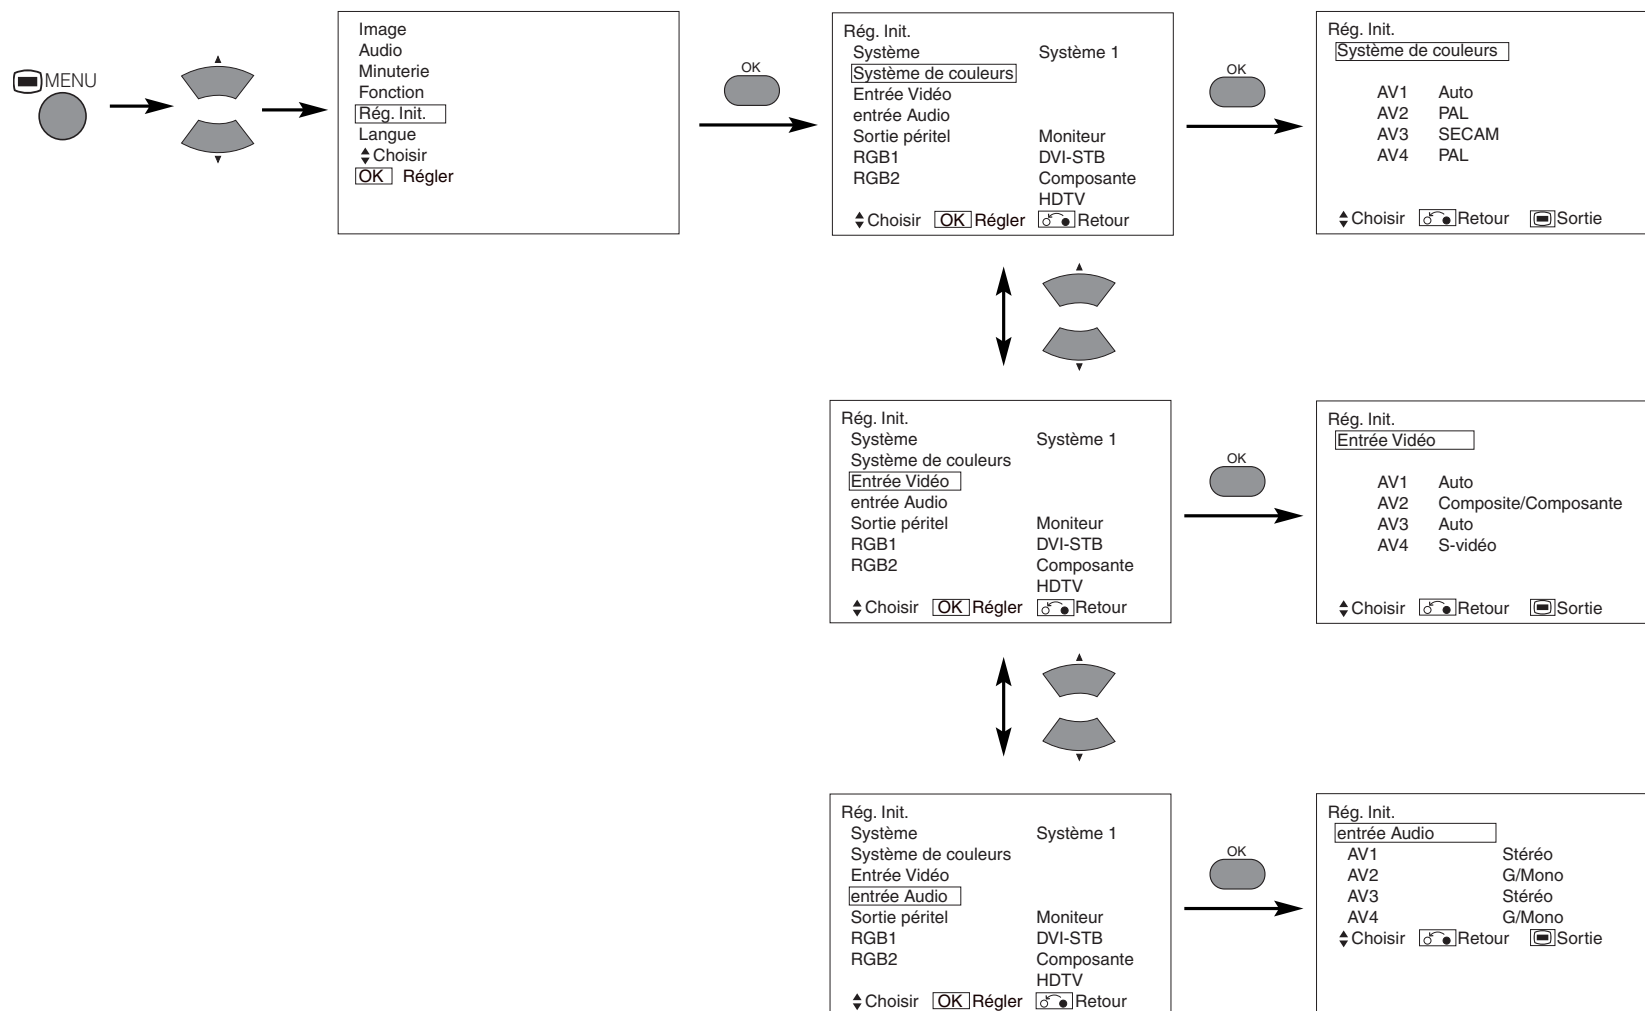 MENU
Image
Audio
Minuterie
Fonction
Rég. Init.
Langue
Choisir
OK Régler
OK
Rég. Init.
Système Système 1
Système de couleurs
Entrée Vidéo
entrée Audio
Sortie péritel Moniteur
RGB1 DVI-STB
RGB2 Composante
HDTV
Choisir OK Régler Retour
OK
Rég. Init.
Système de couleurs
AV1 Auto
AV2 PAL
AV3 SECAM
AV4 PAL
Choisir Retour Sortie
Rég. Init.
Système Système 1
Système de couleurs
Entrée Vidéo
entrée Audio
Sortie péritel Moniteur
RGB1 DVI-STB
RGB2 Composante
HDTV
Choisir OK Régler Retour
OK
Rég. Init.
Entrée Vidéo
AV1 Auto
AV2 Composite/Composante
AV3 Auto
AV4 S-vidéo
Choisir Retour Sortie
Rég. Init.
Système Système 1
Système de couleurs
Entrée Vidéo
entrée Audio
Sortie péritel Moniteur
RGB1 DVI-STB
RGB2 Composante
HDTV
Choisir OK Régler Retour
OK
Rég. Init.
entrée Audio
AV1 Stéréo
AV2 G/Mono
AV3 Stéréo
AV4 G/Mono
Choisir Retour Sortie